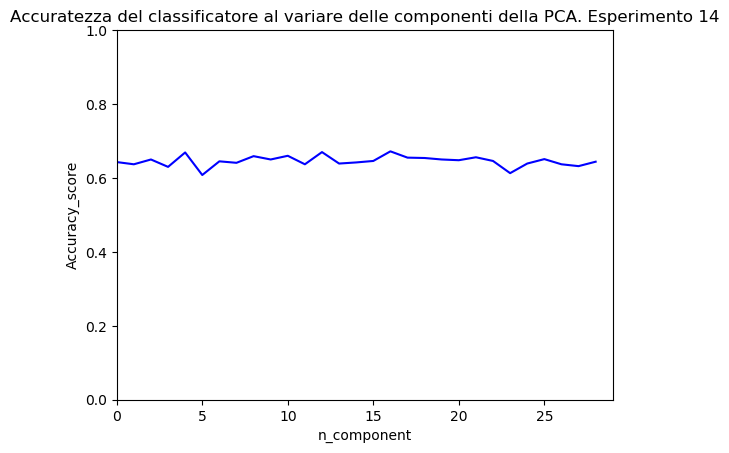 Accuratezza del classificatore al variare delle componenti della PCA. Esperimento 14
1.0
0.8
0.6
0.4
0.2
0.0
Accuracy_score
0 5 10 15 20 25
n_component